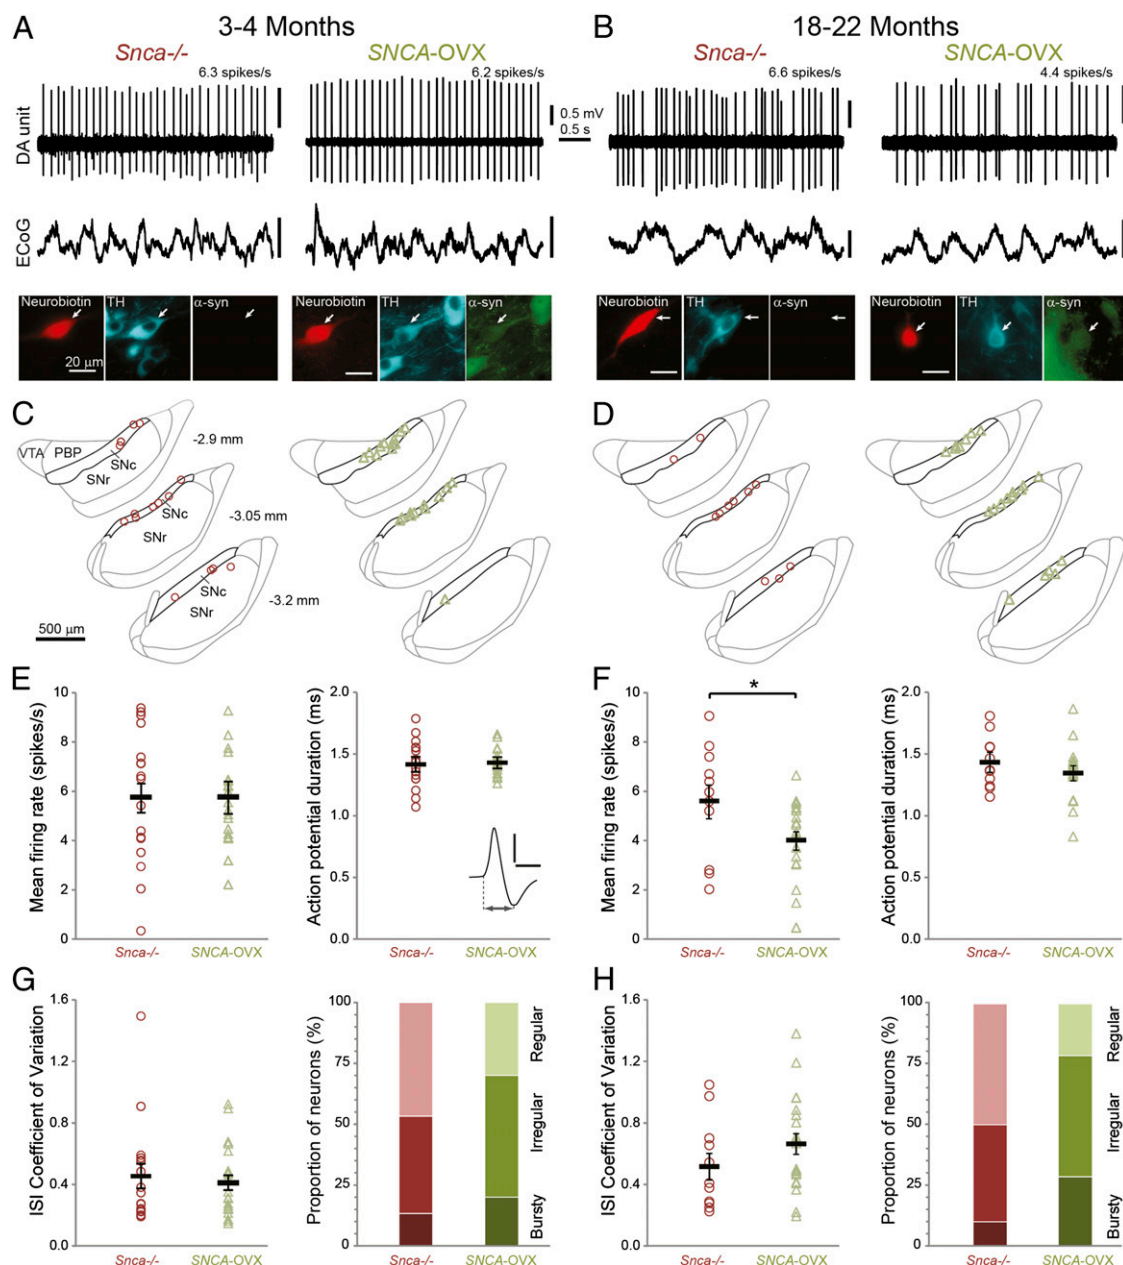 A 3-4 Months
Snca-/- SNCA-OVX
6.3 spikes/s 6.2 spikes/s
DA unit
0.5 mV
0.5 s
ECoG
Neurobiotin TH α-syn
20 μm
Neurobiotin TH α-syn
B 18-22 Months
Snca-/- SNCA-OVX
6.6 spikes/s 4.4 spikes/s
Neurobiotin TH α-syn
Neurobiotin TH α-syn
C
VTA PBP SNc SNr -2.9 mm
SNc SNr -3.05 mm
SNc SNr -3.2 mm
500 μm
D
E
Mean firing rate (spikes/s)
10
8
6
4
2
0
Snca-/- SNCA-OVX
Action potential duration (ms)
2.0
1.5
1.0
0.5
0.0
Snca-/- SNCA-OVX
F
Mean firing rate (spikes/s)
10
8
6
4
2
0
*
Snca-/- SNCA-OVX
Action potential duration (ms)
2.0
1.5
1.0
0.5
0.0
Snca-/- SNCA-OVX
G
ISI Coefficient of Variation
1.6
1.2
0.8
0.4
0.0
Snca-/- SNCA-OVX
Proportion of neurons (%)
100
75
50
25
0
Snca-/- SNCA-OVX
Regular
Irregular
Bursty
H
ISI Coefficient of Variation
1.6
1.2
0.8
0.4
0.0
Snca-/- SNCA-OVX
Proportion of neurons (%)
100
75
50
25
0
Snca-/- SNCA-OVX
Regular
Irregular
Bursty